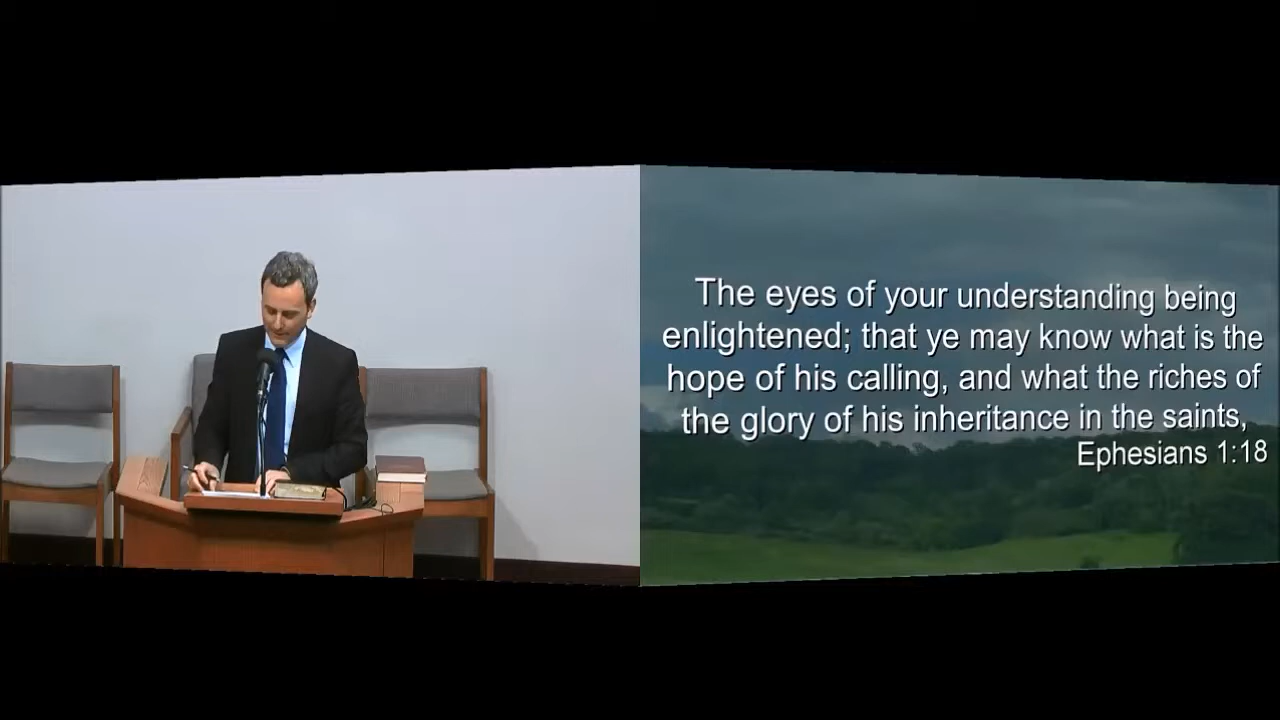 The eyes of your understanding being
enlightened; that ye may know what is the
hope of his calling, and what the riches of
the glory of his inheritance in the saints,
Ephesians 1:18